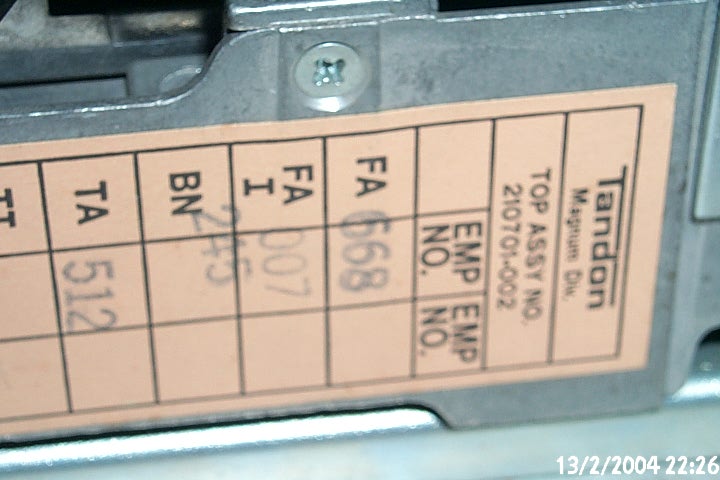 Tandon
Magnum Div.
TOP ASSY NO.
210701-002
EMP NO.
EMP NO.
FA 668
FA I 007
BN 245
TA 512
TT
13/2/2004 22:26